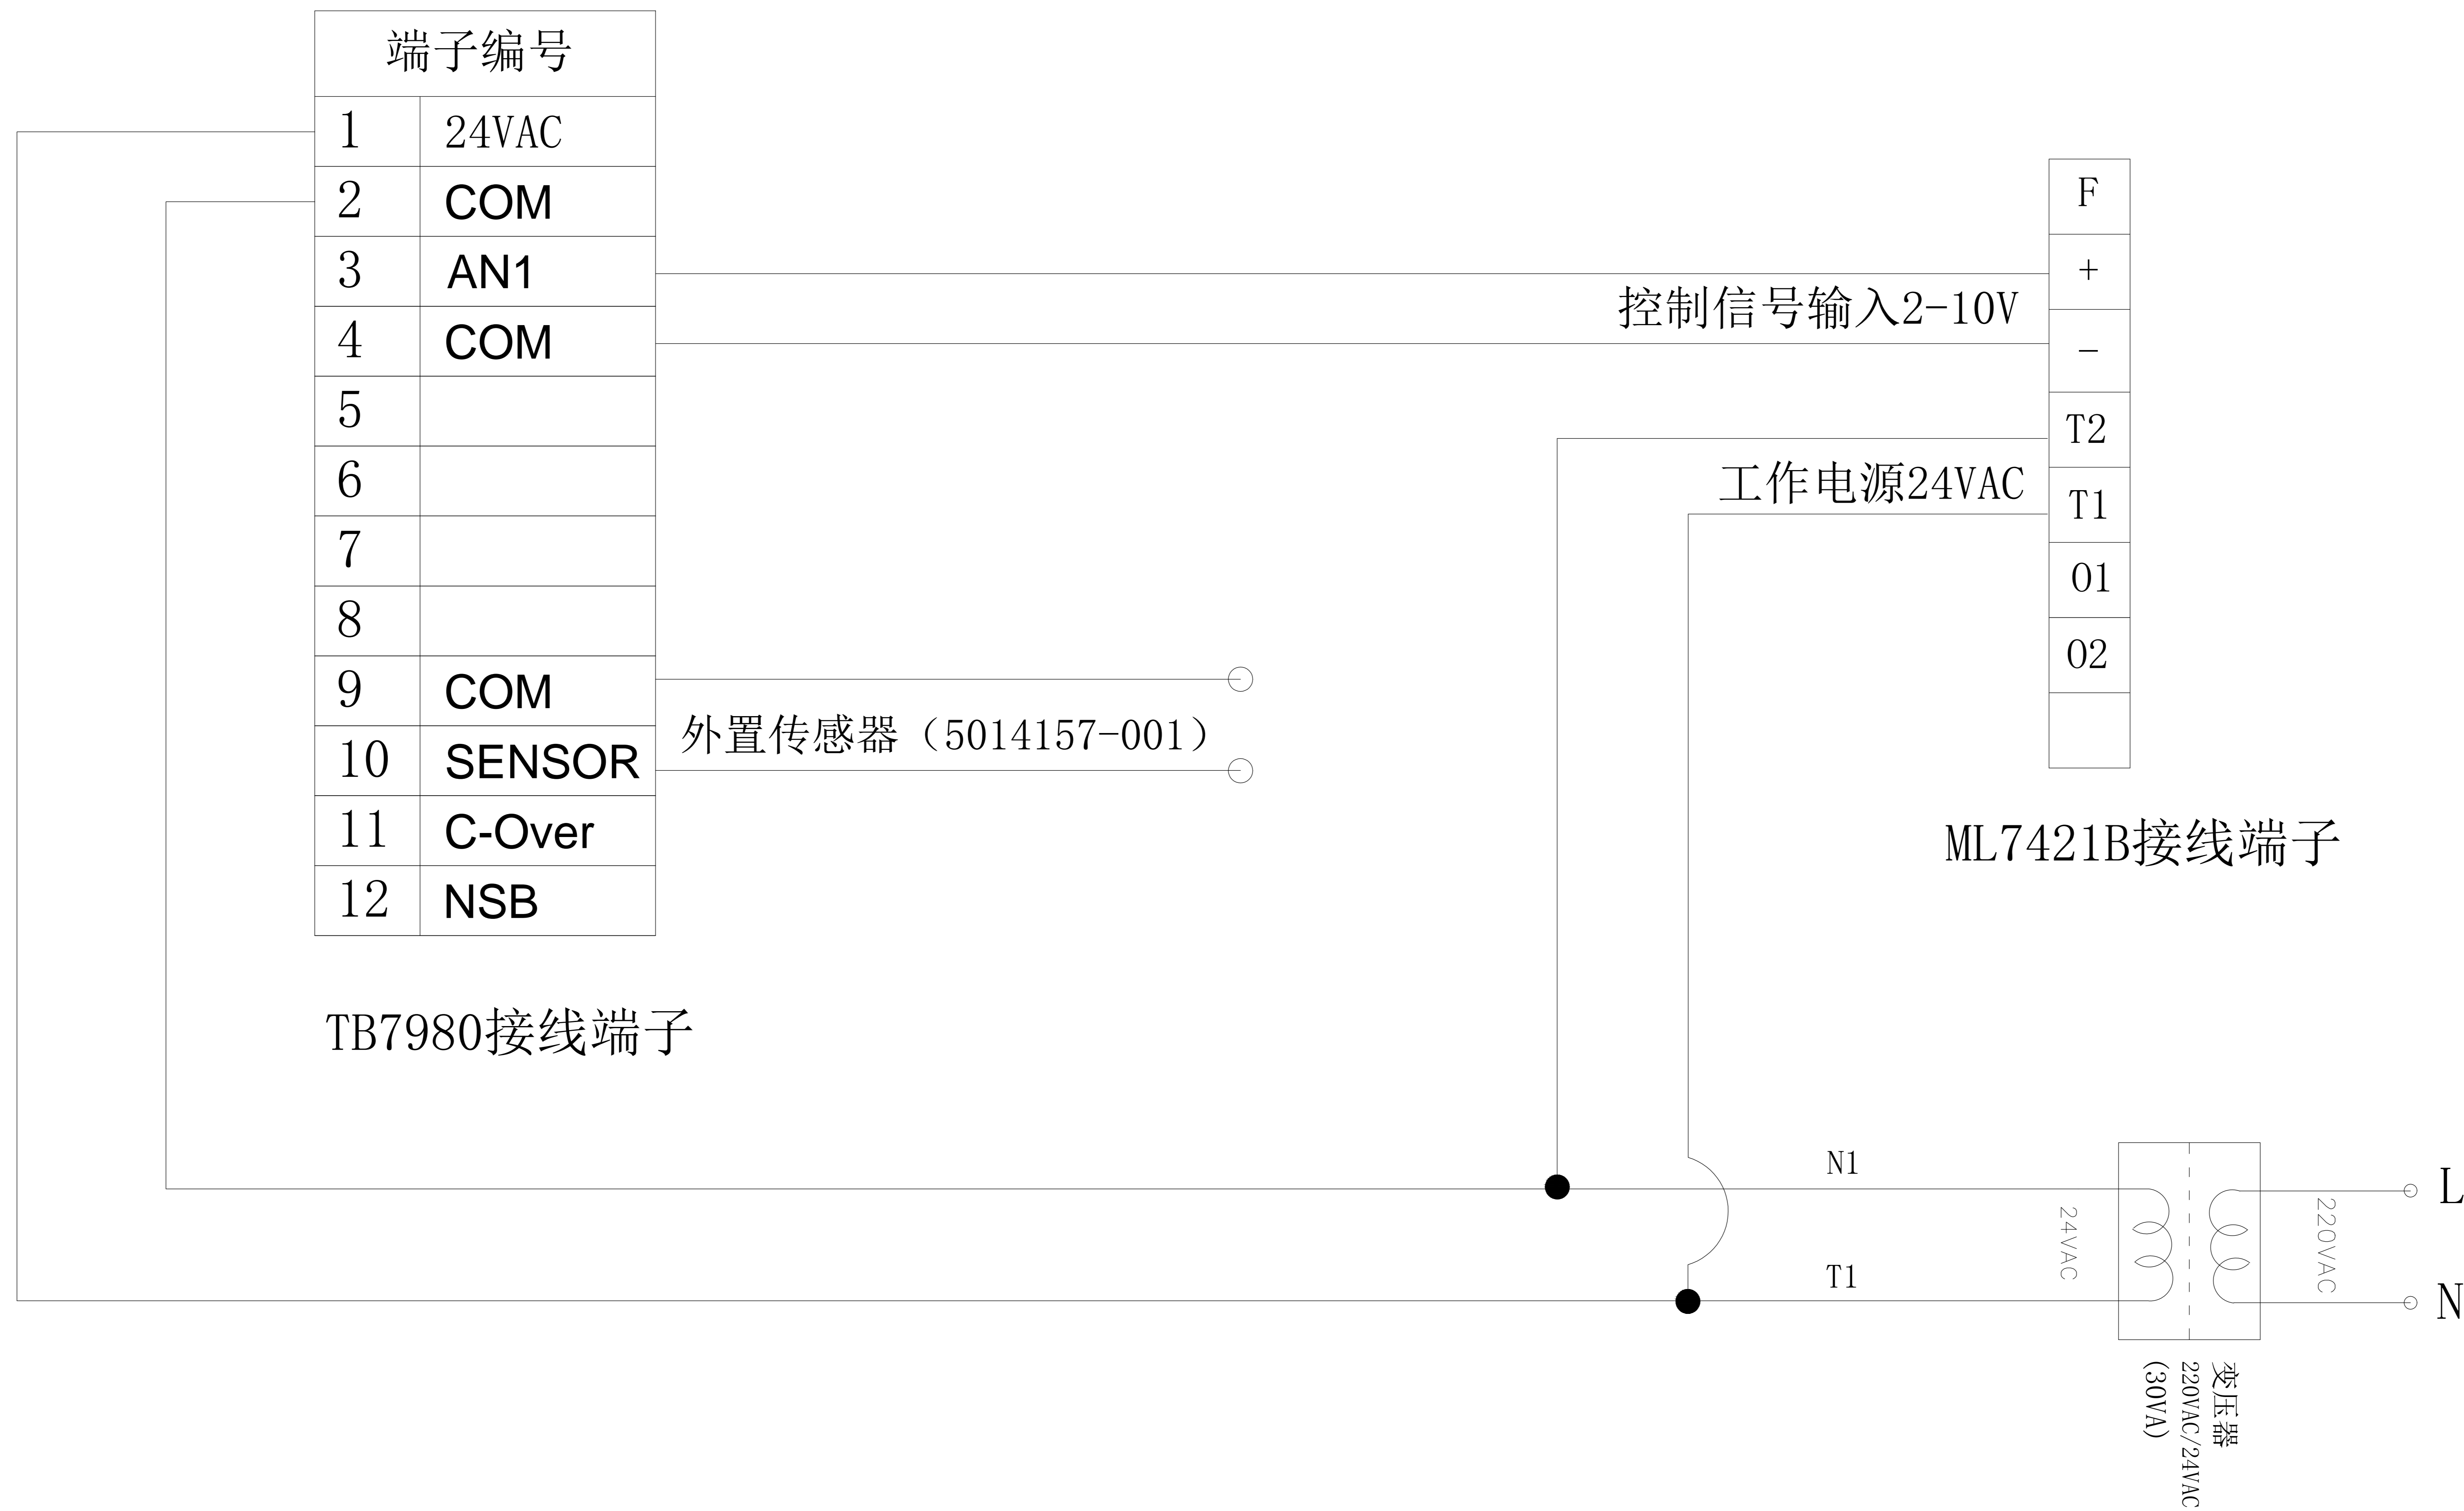 端子编号
1 24VAC
2 COM
3 AN1
4 COM
5
6
7
8
9 COM
10 SENSOR
11 C-Over
12 NSB
TB7980接线端子
外置传感器（5014157-001）
控制信号输入2-10V
工作电源24VAC
F
+
-
T2
T1
O1
O2
ML7421B接线端子
N1
T1
24VAC
220VAC
L
N
变压器
220VAC/24VAC
(30VA)